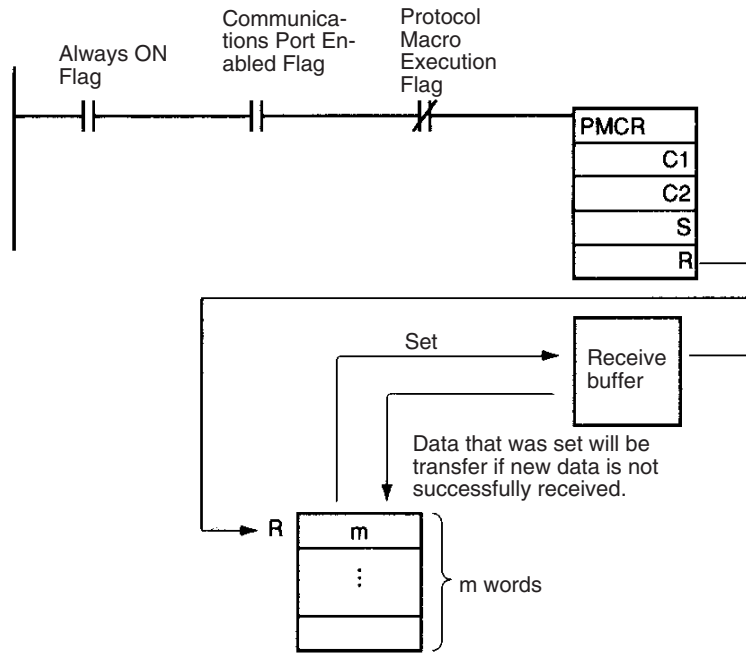 Always ON
Flag
Communica-
tions Port En-
abled Flag
Protocol
Macro
Execution
Flag
PMCR
C1
C2
S
R
Set
Receive
buffer
Data that was set will be
transfer if new data is not
successfully received.
R
m
⋮
m words